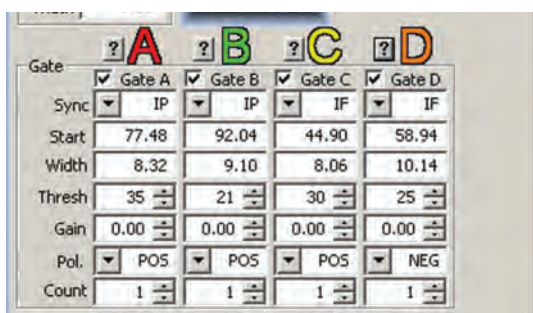 ? A ? B ? C ? D
Gate
Gate A Gate B Gate C Gate D
Sync IP IP IF IF
Start 77.48 92.04 44.90 58.94
Width 8.32 9.10 8.06 10.14
Thresh 35 21 30 25
Gain 0.00 0.00 0.00 0.00
Pol. POS POS POS NEG
Count 1 1 1 1